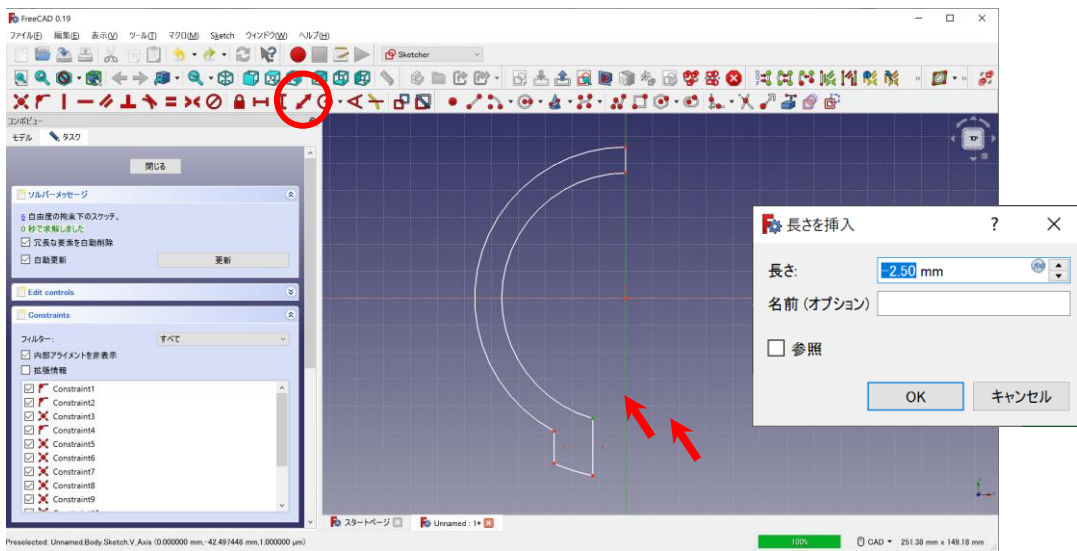 FreeCAD 0.19
ファイル(F) 編集(E) 表示(V) ツール(T) マクロ(M) Sketch ウィンドウ(W) ヘルプ(H)
Sketcher
コンボビュー
モデル タスク
閉じる
ソルバーメッセージ
6 自由度の拘束下のスケッチ。
0 秒で求解しました
冗長な要素を自動削除
自動更新 更新
Edit controls
Constraints
フィルター: すべて
内部アライメントを非表示
拡張情報
Constraint1
Constraint2
Constraint3
Constraint4
Constraint5
Constraint6
Constraint7
Constraint8
Constraint9
TOP
長さを挿入 ?
長さ: -2.50 mm
名前 (オプション)
参照
OK キャンセル
スタートページ Unnamed : 1*
Preselected: Unnamed.Body.Sketch.V_Axis (0.000000 mm,-42.497448 mm,1.000000 μm) 100% CAD 251.38 mm x 149.18 mm